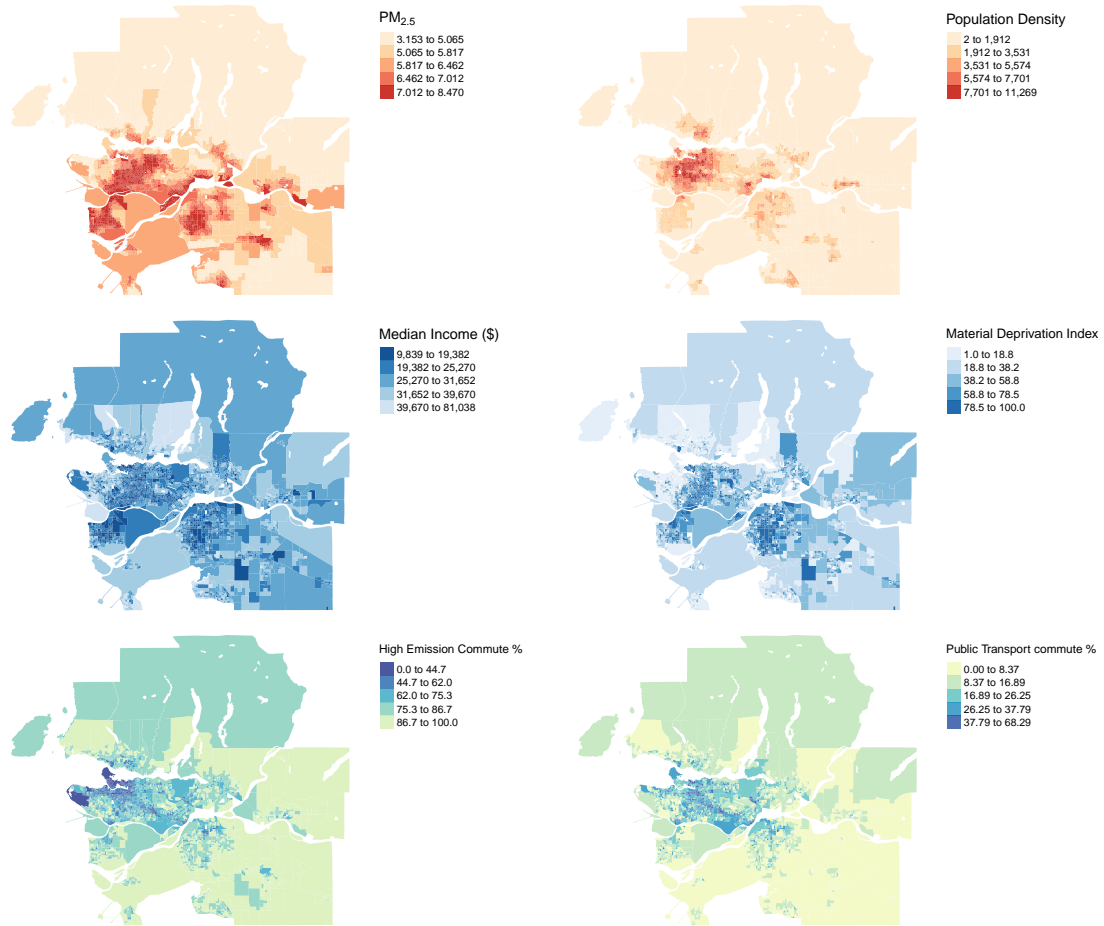 PM2.5
3.153 to 5.065
5.065 to 5.817
5.817 to 6.462
6.462 to 7.012
7.012 to 8.470
Population Density
2 to 1,912
1,912 to 3,531
3,531 to 5,574
5,574 to 7,701
7,701 to 11,269
Median Income ($)
9,839 to 19,382
19,382 to 25,270
25,270 to 31,652
31,652 to 39,670
39,670 to 81,038
Material Deprivation Index
1.0 to 18.8
18.8 to 38.2
38.2 to 58.8
58.8 to 78.5
78.5 to 100.0
High Emission Commute %
0.0 to 44.7
44.7 to 62.0
62.0 to 75.3
75.3 to 86.7
86.7 to 100.0
Public Transport commute %
0.00 to 8.37
8.37 to 16.89
16.89 to 26.25
26.25 to 37.79
37.79 to 68.29